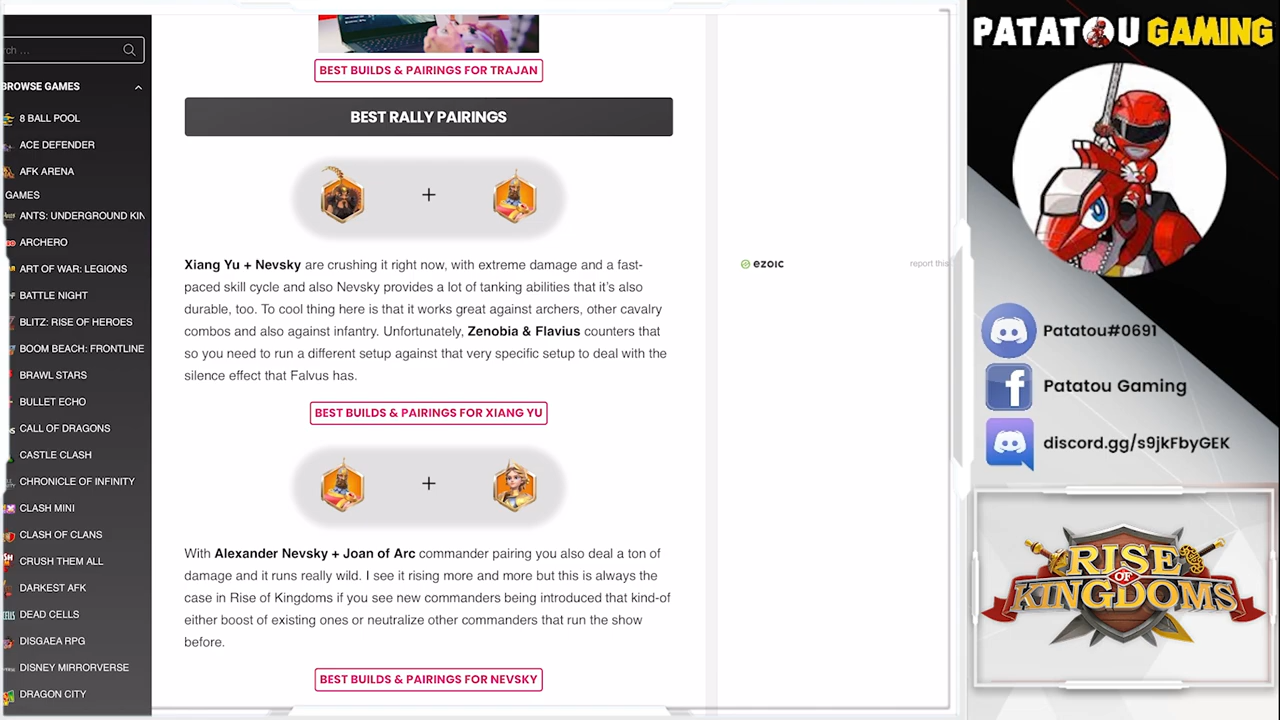 rch ...
BROWSE GAMES
8 BALL POOL
ACE DEFENDER
AFK ARENA
GAMES
ANTS: UNDERGROUND KIN
ARCHERO
ART OF WAR: LEGIONS
BATTLE NIGHT
BLITZ: RISE OF HEROES
BOOM BEACH: FRONTLINE
BRAWL STARS
BULLET ECHO
CALL OF DRAGONS
CASTLE CLASH
CHRONICLE OF INFINITY
CLASH MINI
CLASH OF CLANS
CRUSH THEM ALL
DARKEST AFK
DEAD CELLS
DISGAEA RPG
DISNEY MIRRORVERSE
DRAGON CITY
BEST BUILDS & PAIRINGS FOR TRAJAN
BEST RALLY PAIRINGS
+
Xiang Yu + Nevsky are crushing it right now, with extreme damage and a fast-
paced skill cycle and also Nevsky provides a lot of tanking abilities that it's also
durable, too. To cool thing here is that it works great against archers, other cavalry
combos and also against infantry. Unfortunately, Zenobia & Flavius counters that
so you need to run a different setup against that very specific setup to deal with the
silence effect that Falvus has.
BEST BUILDS & PAIRINGS FOR XIANG YU
+
With Alexander Nevsky + Joan of Arc commander pairing you also deal a ton of
damage and it runs really wild. I see it rising more and more but this is always the
case in Rise of Kingdoms if you see new commanders being introduced that kind-of
either boost of existing ones or neutralize other commanders that run the show
before.
BEST BUILDS & PAIRINGS FOR NEVSKY
ezoic
report this
PATATOU GAMING
Patatou#0691
Patatou Gaming
discord.gg/s9jkFbyGEK
RISE
OF
KINGDOMS